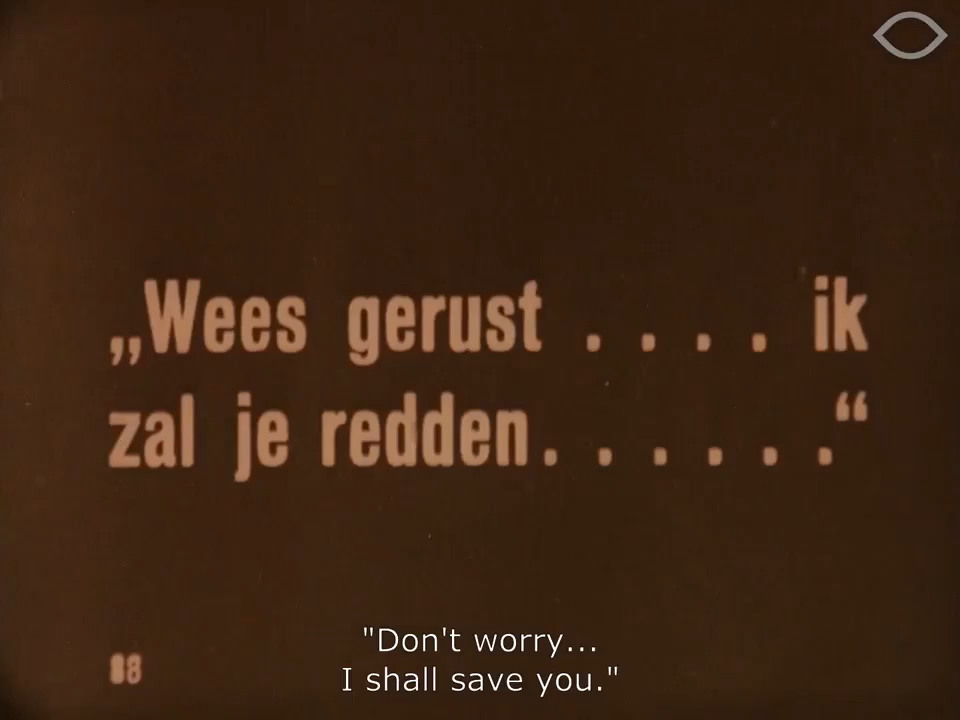 „Wees gerust . . . . ik
zal je redden. . . . . .“
"Don't worry...
I shall save you."